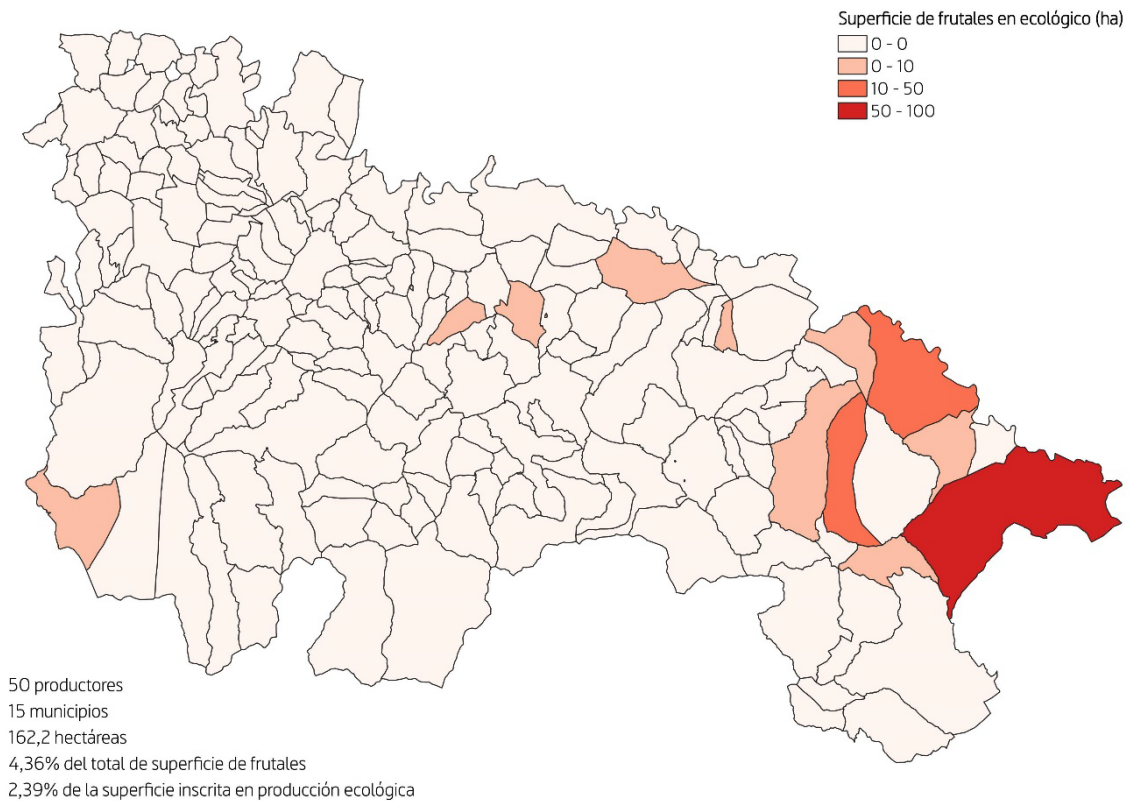 Superficie de frutales en ecológico (ha)
0 - 0
0 - 10
10 - 50
50 - 100
50 productores
15 municipios
162,2 hectáreas
4,36% del total de superficie de frutales
2,39% de la superficie inscrita en producción ecológica